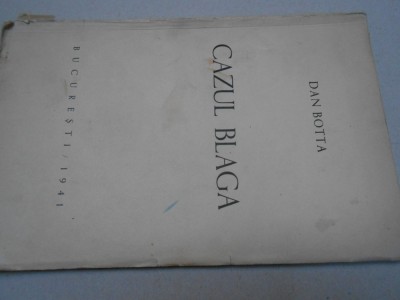 DAN BOTTA
CAZUL BLAGA
BUCUREȘTI / 1941